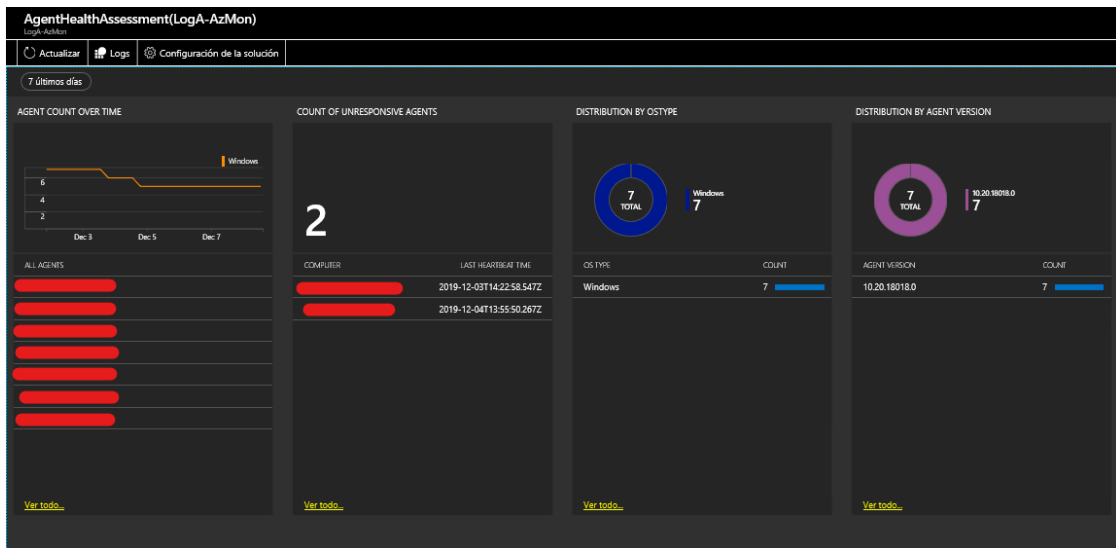 AgentHealthAssessment(LogA-AzMon)
LogA-AzMon
Actualizar Logs Configuración de la solución
7 últimos días
AGENT COUNT OVER TIME
Windows
6
4
2
Dec 3 Dec 5 Dec 7
ALL AGENTS
Ver todo...
COUNT OF UNRESPONSIVE AGENTS
2
COMPUTER LAST HEARTBEAT TIME
2019-12-03T14:22:58.547Z
2019-12-04T13:55:50.267Z
Ver todo...
DISTRIBUTION BY OSTYPE
7
TOTAL
Windows
7
OS TYPE COUNT
Windows 7
Ver todo...
DISTRIBUTION BY AGENT VERSION
7
TOTAL
10.20.18018.0
7
AGENT VERSION COUNT
10.20.18018.0 7
Ver todo...